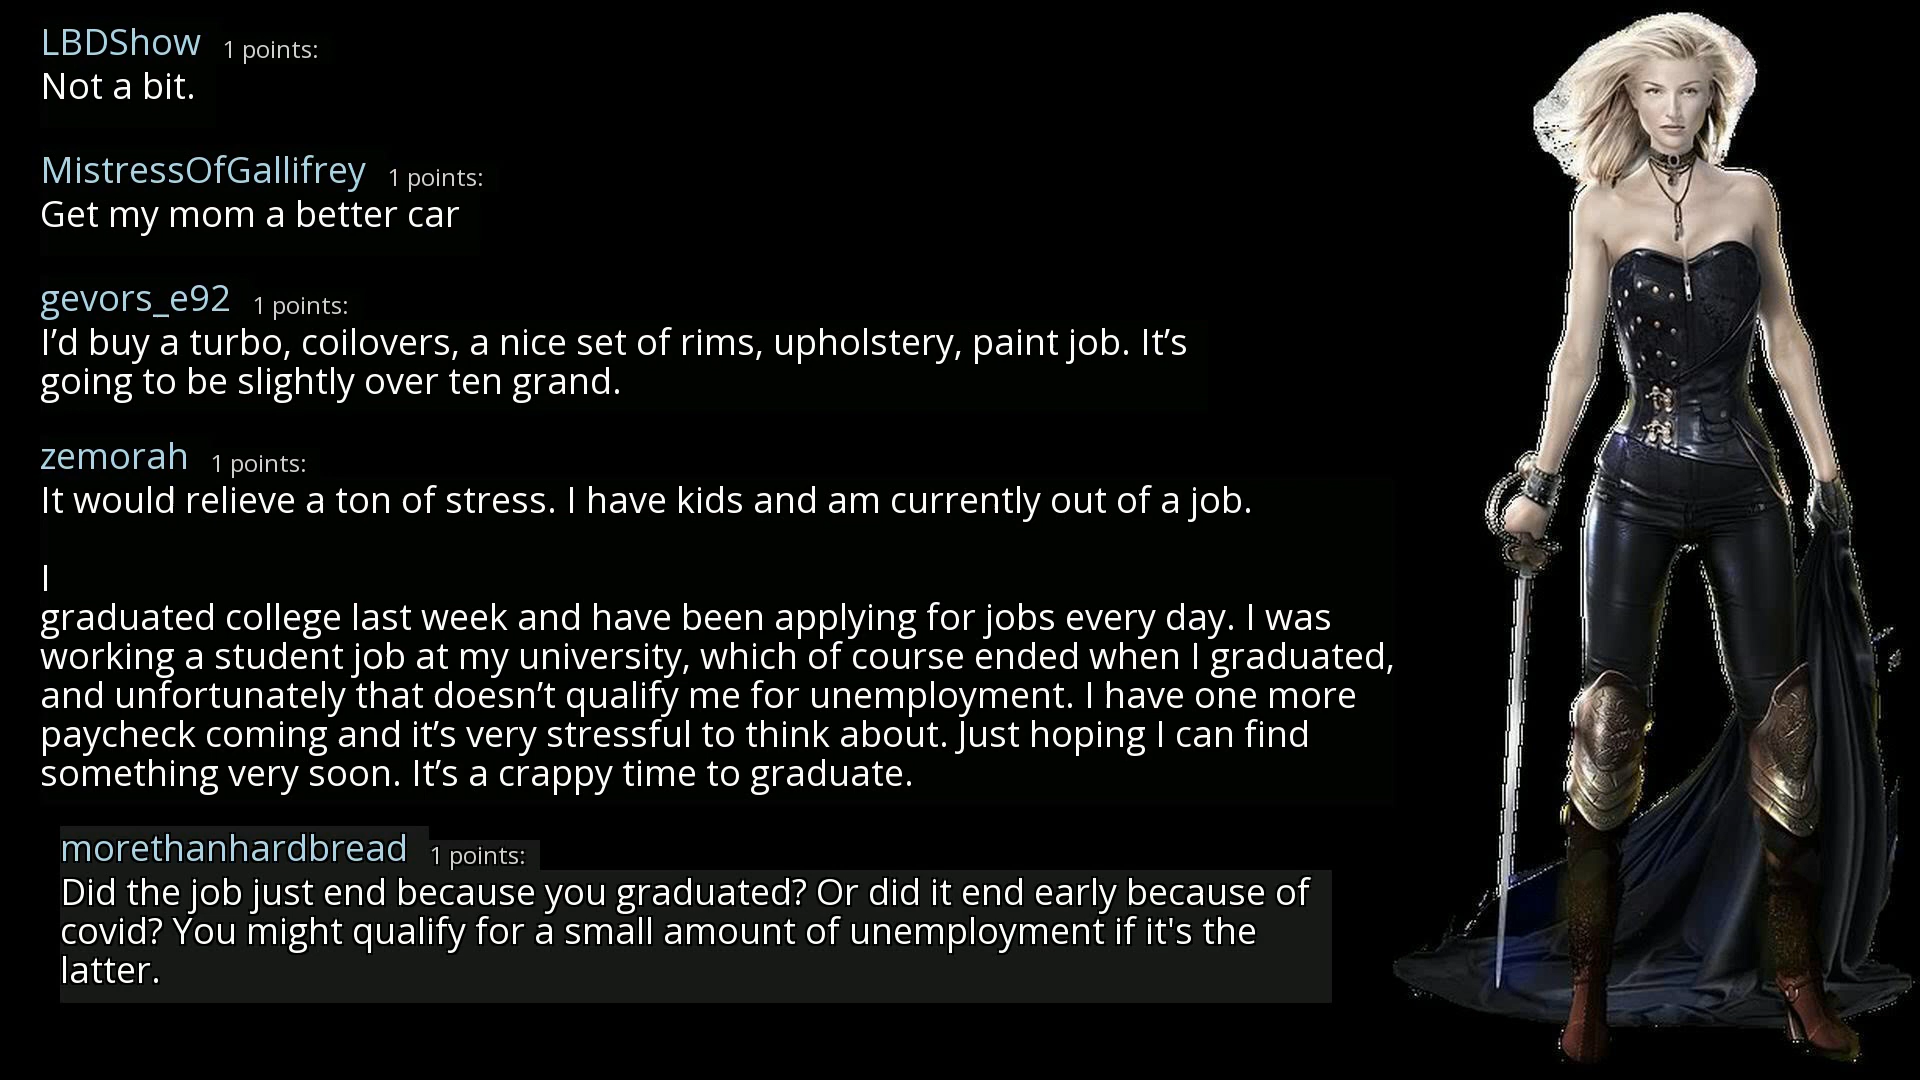 LBDShow 1 points:
Not a bit.
MistressOfGallifrey 1 points:
Get my mom a better car
gevors_e92 1 points:
I’d buy a turbo, coilovers, a nice set of rims, upholstery, paint job. It’s
going to be slightly over ten grand.
zemorah 1 points:
It would relieve a ton of stress. I have kids and am currently out of a job.
I
graduated college last week and have been applying for jobs every day. I was
working a student job at my university, which of course ended when I graduated,
and unfortunately that doesn’t qualify me for unemployment. I have one more
paycheck coming and it’s very stressful to think about. Just hoping I can find
something very soon. It’s a crappy time to graduate.
morethanhardbread 1 points:
Did the job just end because you graduated? Or did it end early because of
covid? You might qualify for a small amount of unemployment if it's the
latter.